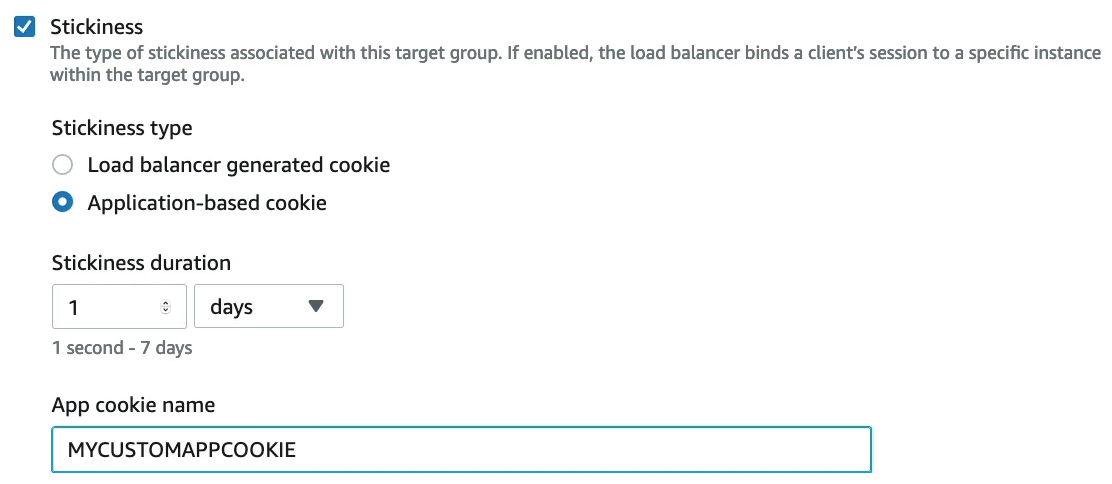 Stickiness
The type of stickiness associated with this target group. If enabled, the load balancer binds a client's session to a specific instance
within the target group.
Stickiness type
Load balancer generated cookie
Application-based cookie
Stickiness duration
1 days
1 second - 7 days
App cookie name
MYCUSTOMAPPCOOKIE